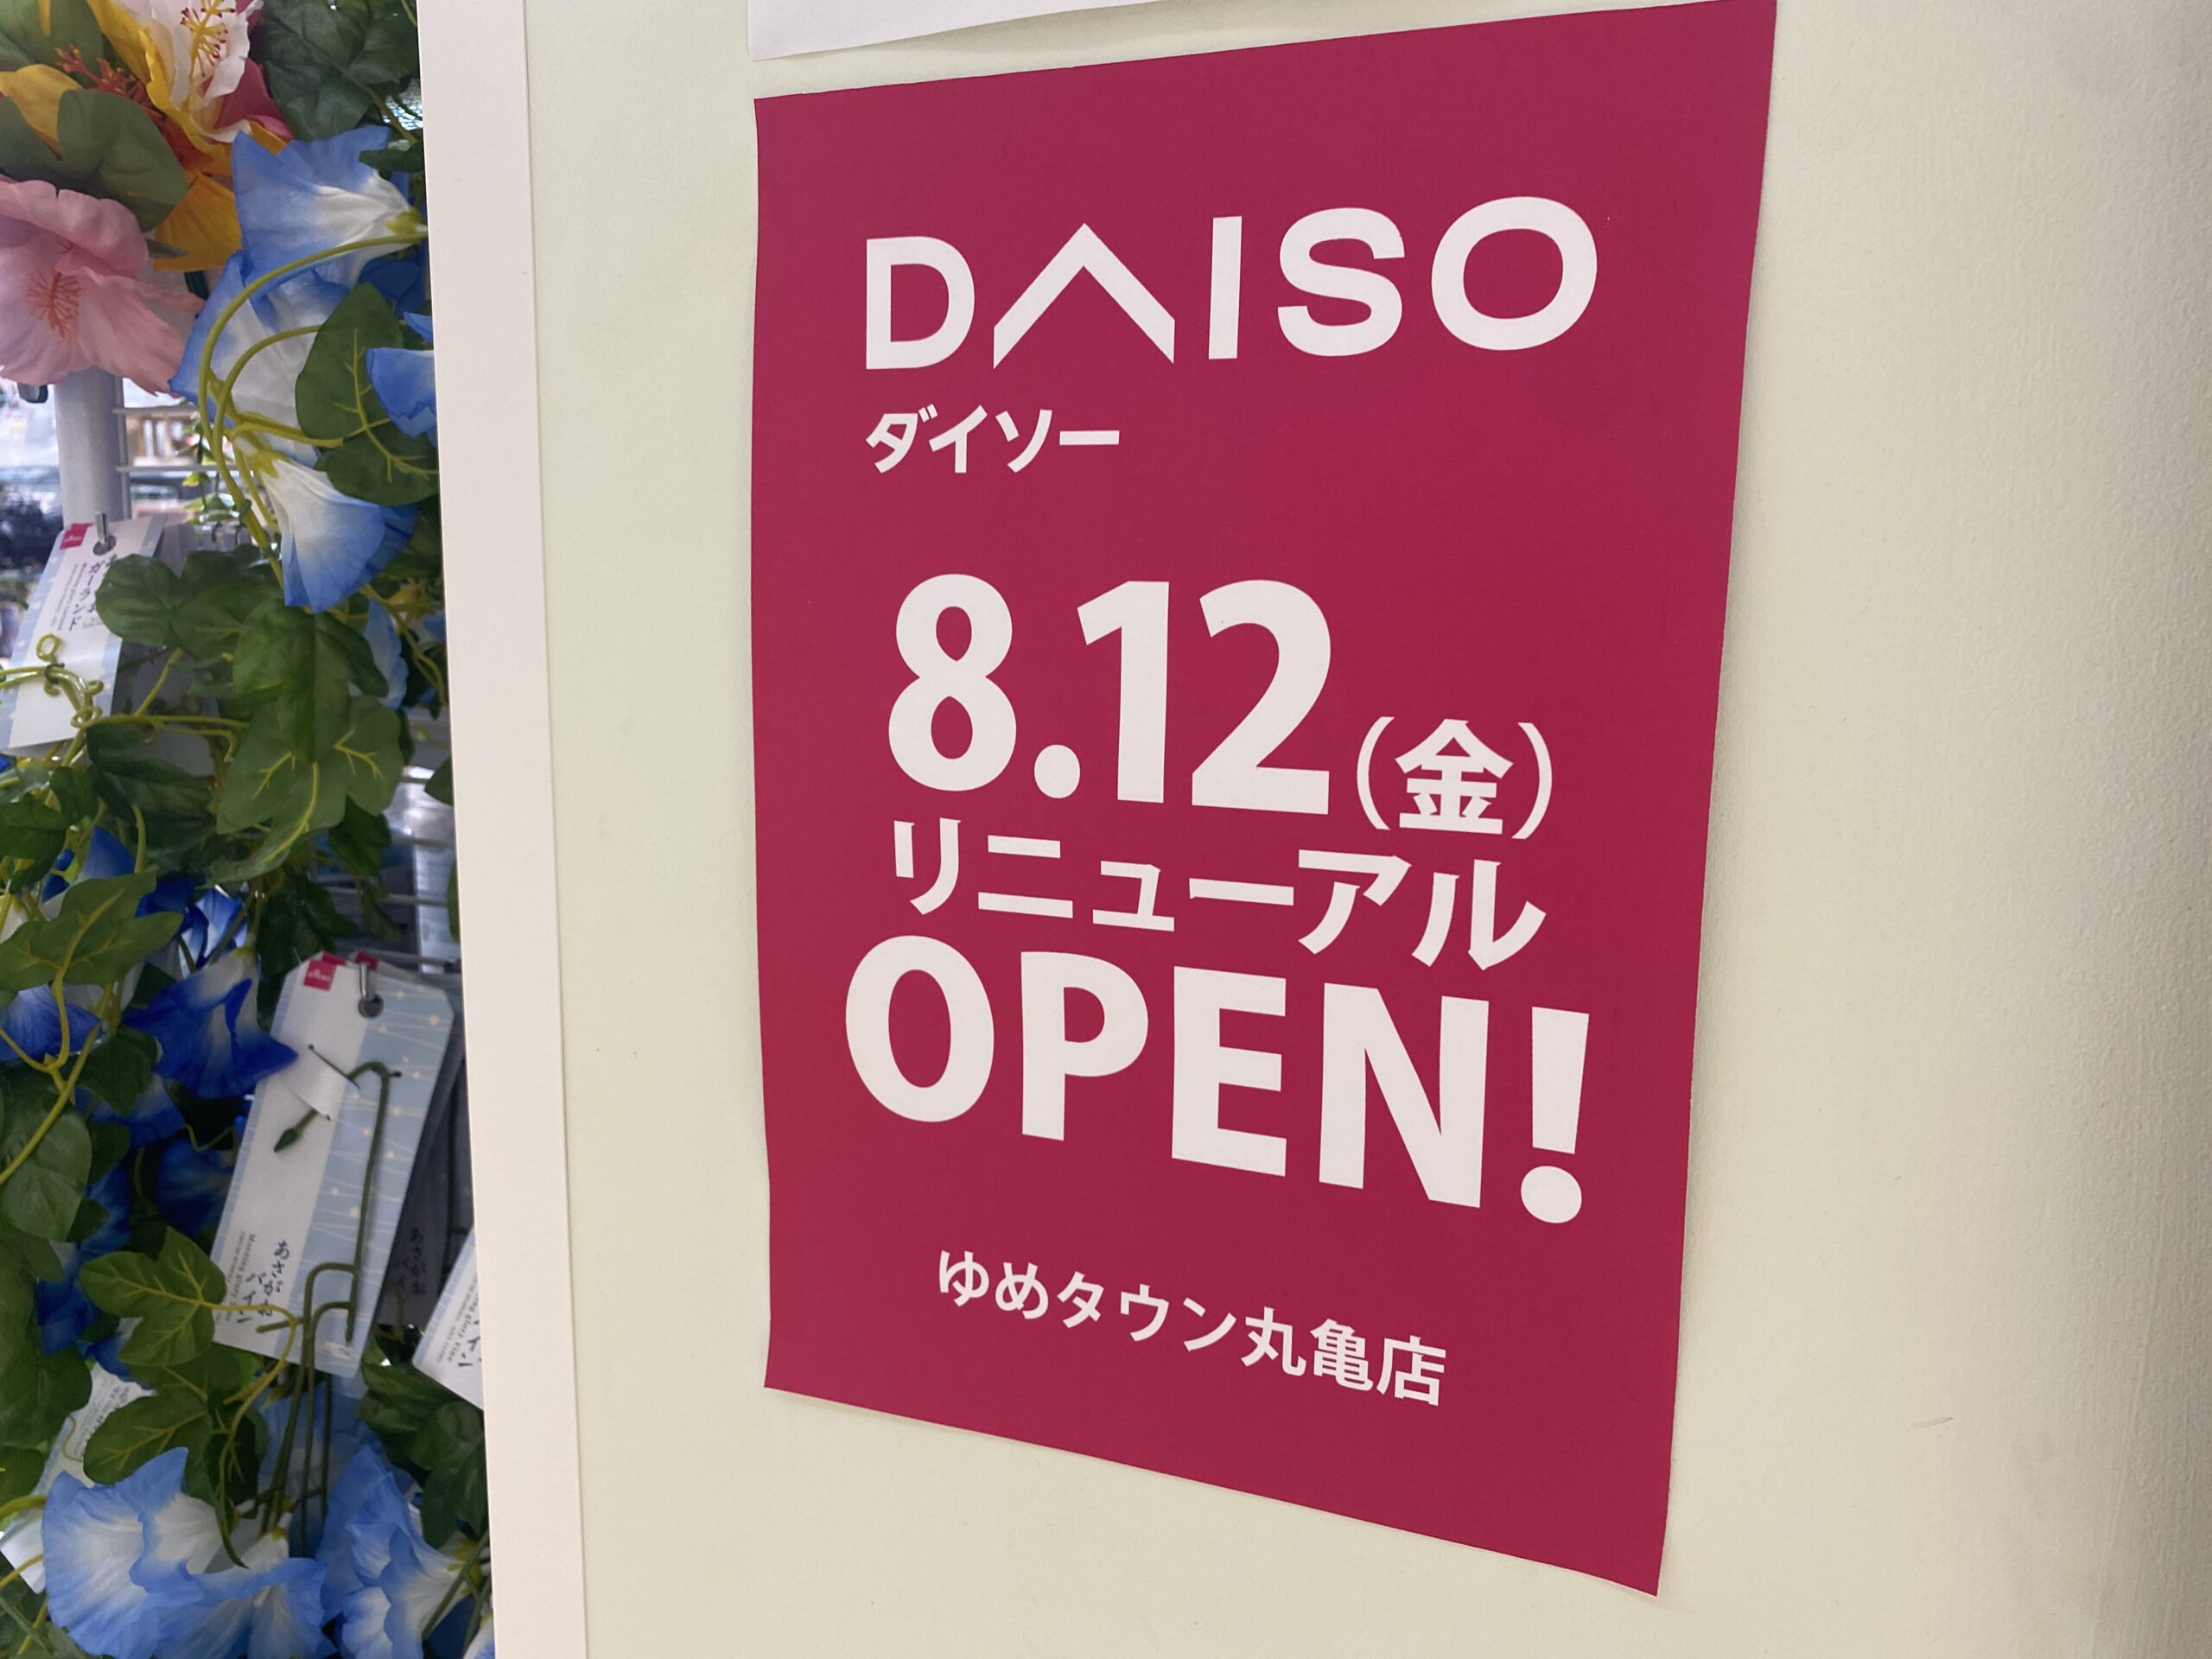 DAISO
ダイソー
8.12(金)
リニューアル
OPEN!
ゆめタウン丸亀店